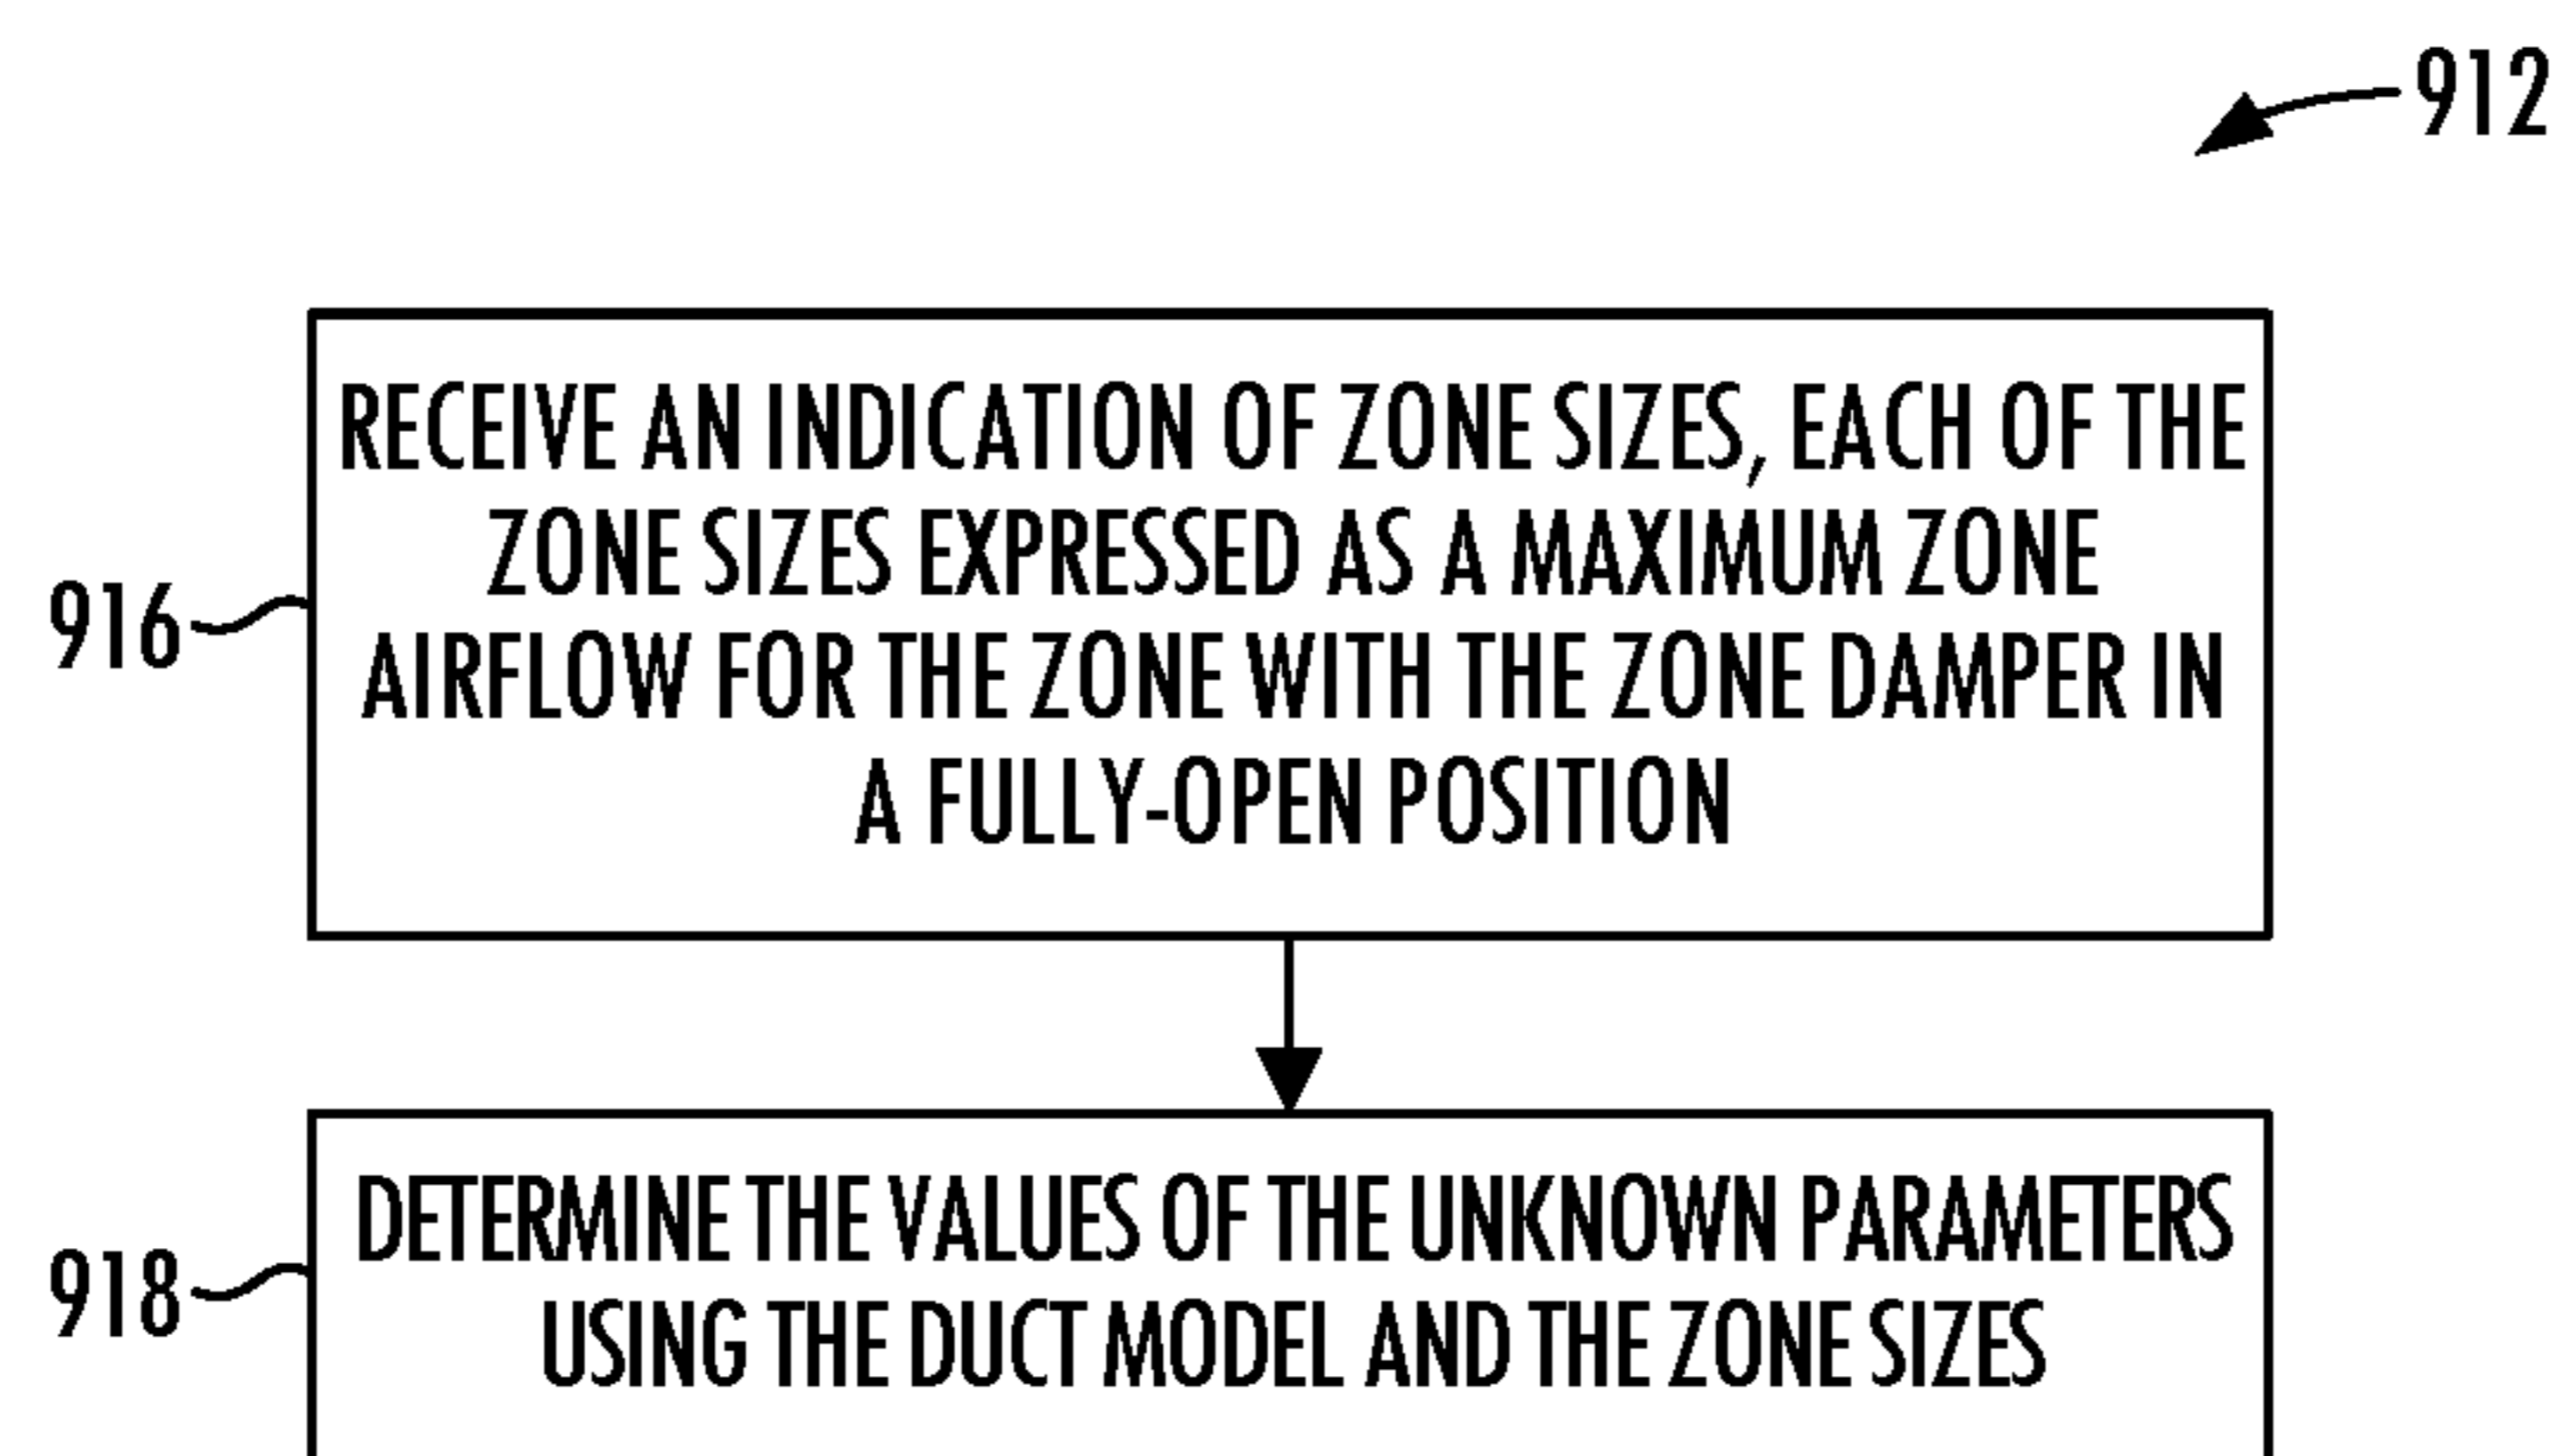 912
RECEIVE AN INDICATION OF ZONE SIZES, EACH OF THE
ZONE SIZES EXPRESSED AS A MAXIMUM ZONE
916
AIRFLOW FOR THE ZONE WITH THE ZONE DAMPER IN
A FULLY-OPEN POSITION
DETERMINE THE VALUES OF THE UNKNOWN PARAMETERS
918
USING THE DUCT MODEL AND THE ZONE SIZES